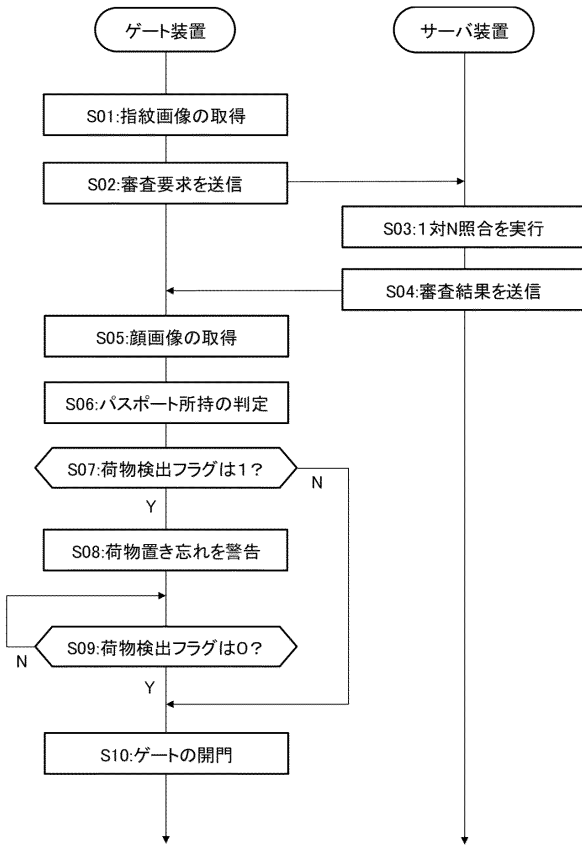 ゲート装置
サーバ装置
S01:指紋画像の取得
S02:審査要求を送信
S03:1対N照合を実行
S04:審査結果を送信
S05:顔画像の取得
S06:パスポート所持の判定
S07:荷物検出フラグは1?
N
Y
S08:荷物置き忘れを警告
S09:荷物検出フラグは0?
N
Y
S10:ゲートの開門